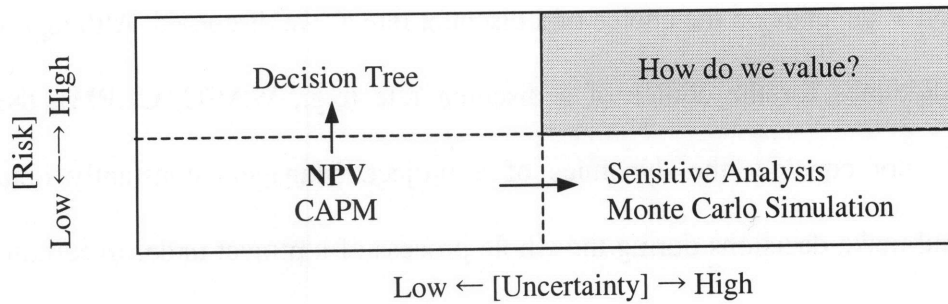 Decision Tree
How do we value?
[Risk]
Low ←→ High
NPV
CAPM
Sensitive Analysis
Monte Carlo Simulation
Low ← [Uncertainty] → High